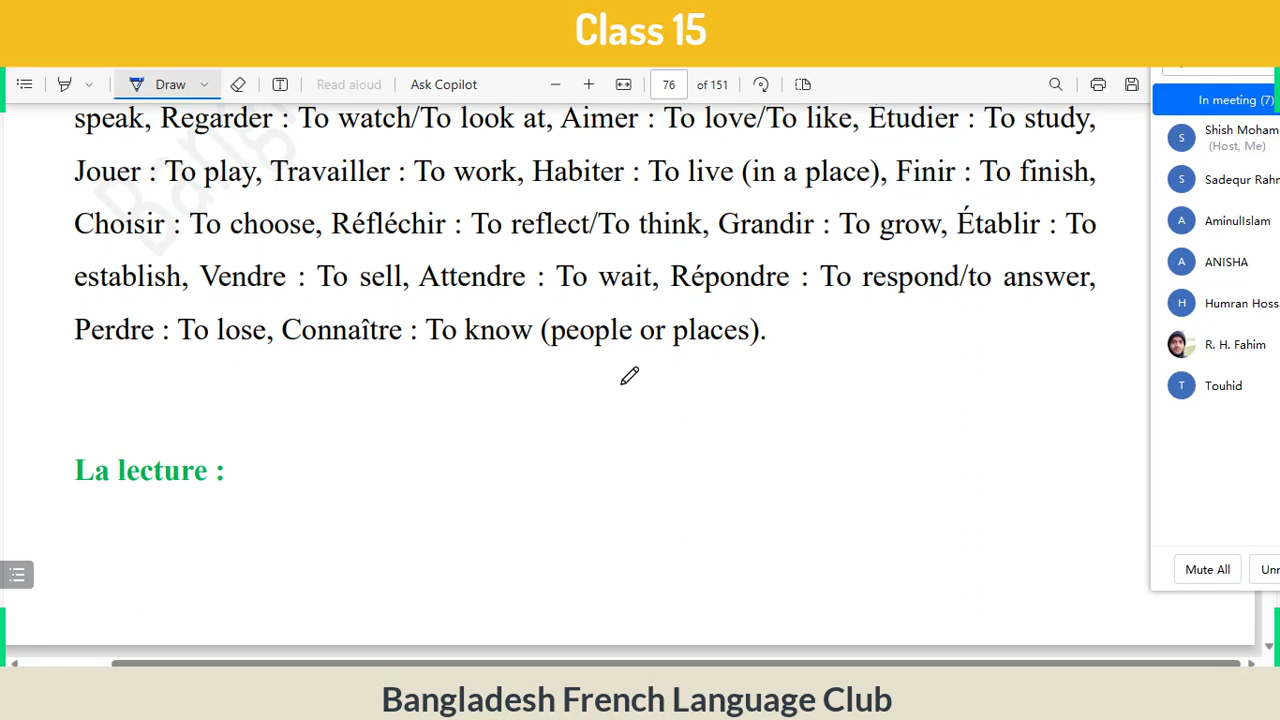 Class 15
Draw
Read aloud
Ask Copilot
76
of 151
In meeting (7)
speak, Regarder : To watch/To look at, Aimer : To love/To like, Étudier : To study,
Jouer : To play, Travailler : To work, Habiter : To live (in a place), Finir : To finish,
Choisir : To choose, Réfléchir : To reflect/To think, Grandir : To grow, Établir : To
establish, Vendre : To sell, Attendre : To wait, Répondre : To respond/to answer,
Perdre : To lose, Connaître : To know (people or places).
La lecture :
Bang
S
Shish Moham
(Host, Me)
S
Sadequr Rahr
A
AminulIslam
A
ANISHA
H
Humran Hoss
R. H. Fahim
T
Touhid
Mute All
Bangladesh French Language Club